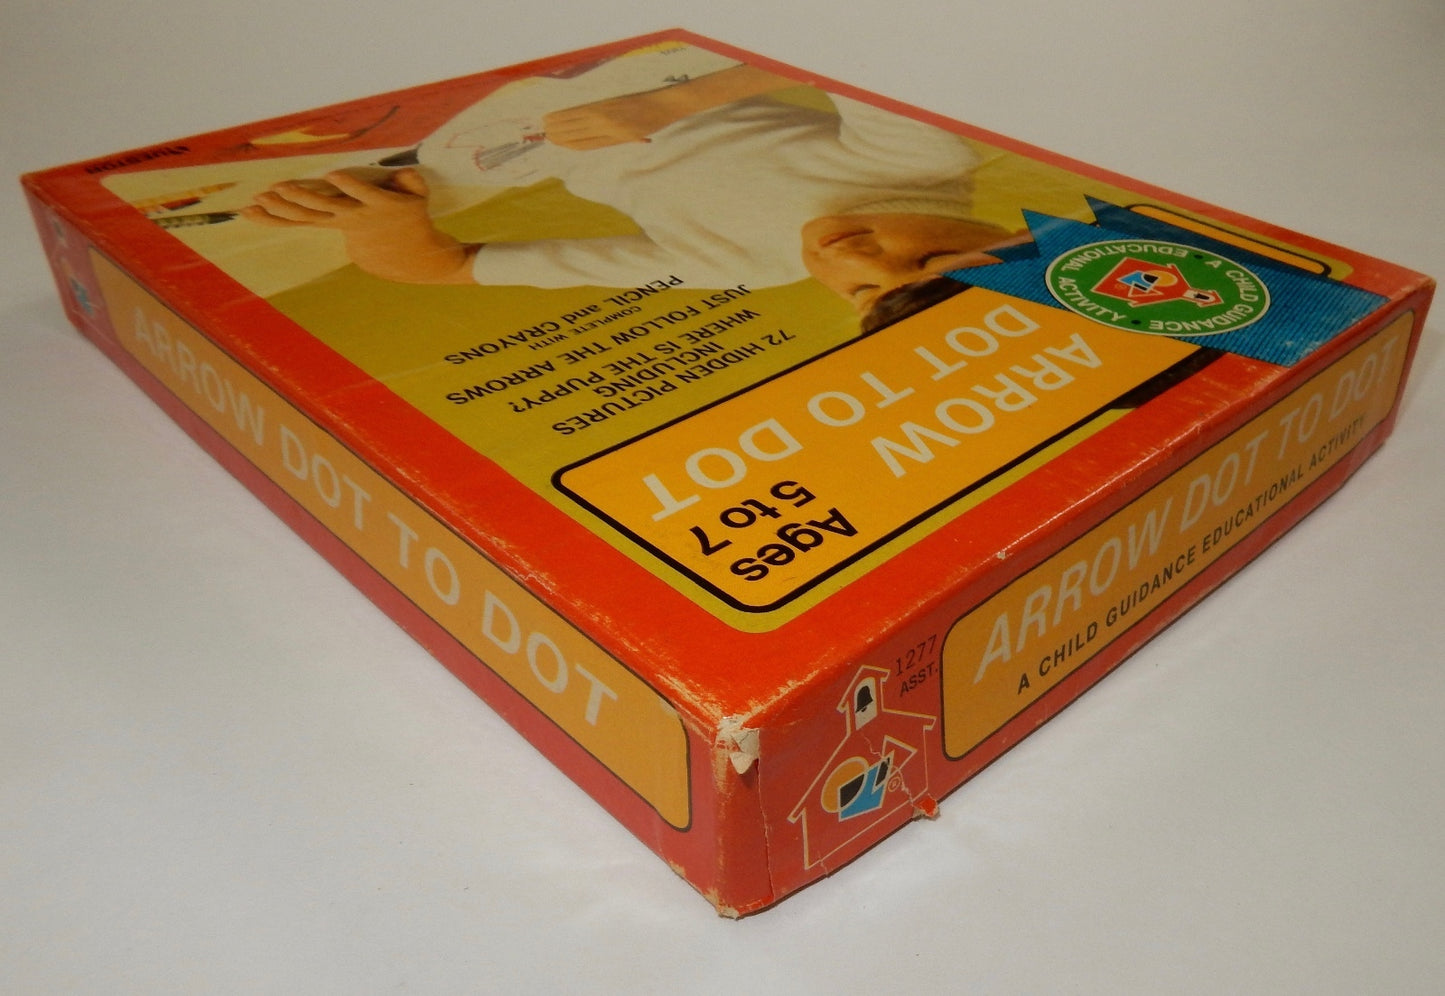 Ages
5 to 7
ARROW
DOT TO DOT
72 HIDDEN PICTURES
INCLUDING
WHERE IS THE PUPPY?
JUST FOLLOW THE ARROWS
COMPLETE WITH
PENCIL and CRAYONS
A CHILD GUIDANCE
EDUCATIONAL ACTIVITY
QUESTOR
ARROW DOT TO DOT
1277
ASST.
ARROW DOT TO DOT
A CHILD GUIDANCE EDUCATIONAL ACTIVITY